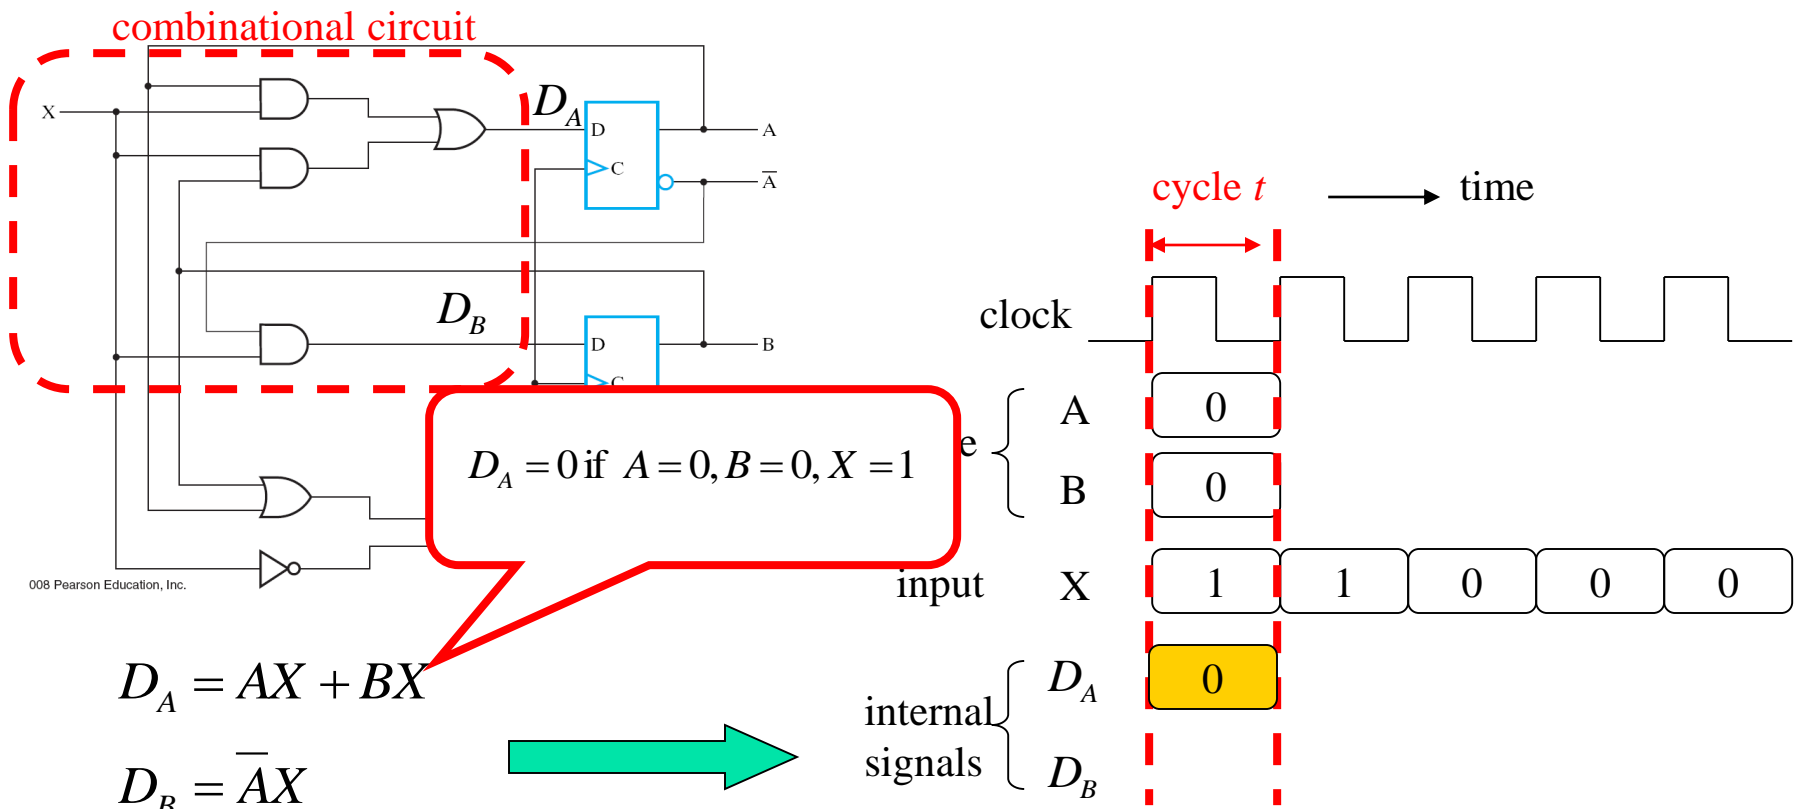 combinational circuit
X
D_A
D
C
A
A̅
D_B
D
C
B
D_A = 0 if A = 0, B = 0, X = 1
008 Pearson Education, Inc.
D_A = AX + BX
D_B = A̅X
cycle t
time
clock
A
0
B
0
input
X
1
1
0
0
0
internal
signals
D_A
0
D_B